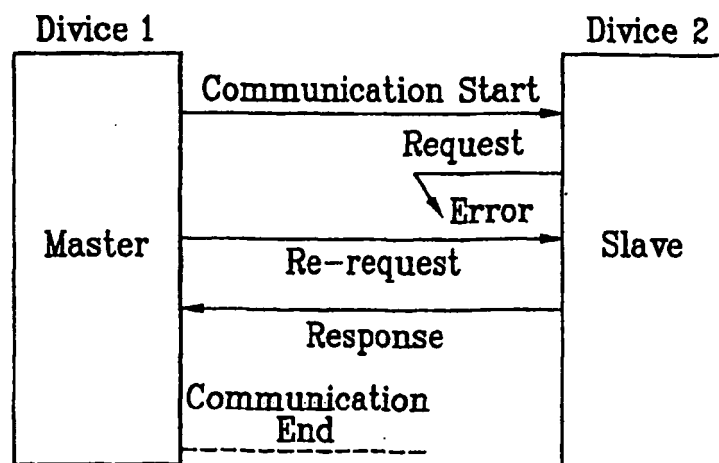 Divice 1
Divice 2
Communication Start
Request
Error
Master
Slave
Re-request
Response
Communication
End